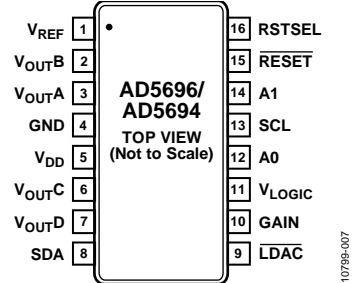 VREF 1
VOUTB 2
VOUTA 3
GND 4
VDD 5
VOUTC 6
VOUTD 7
SDA 8
AD5696/
AD5694
TOP VIEW
(Not to Scale)
16 RSTSEL
15 RESET
14 A1
13 SCL
12 A0
11 VLOGIC
10 GAIN
9 LDAC
10799-007